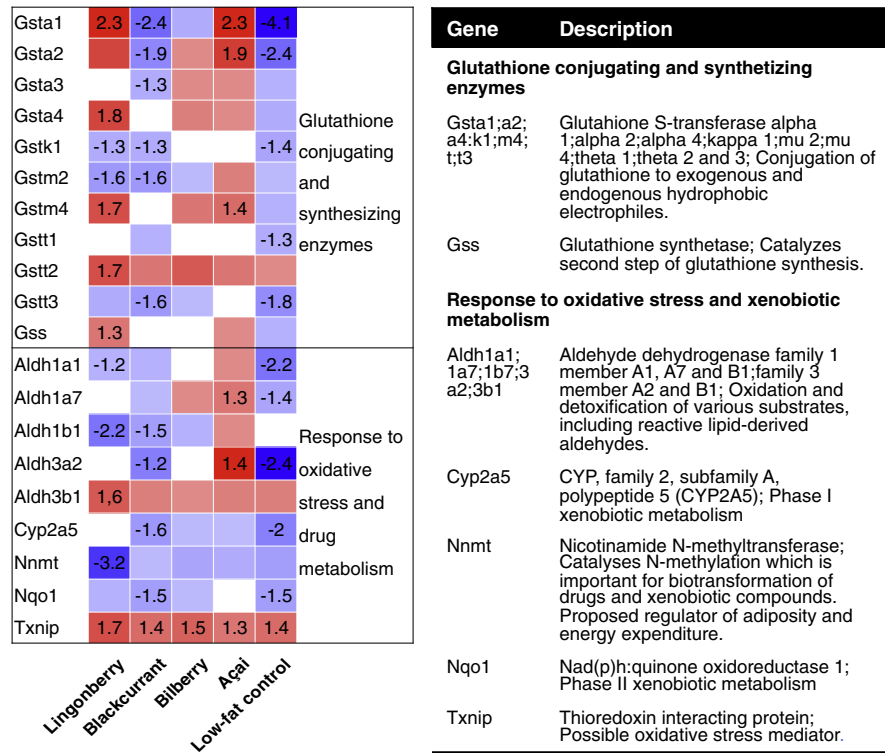 Gsta1 2.3 -2.4 2.3 -4.1
Gsta2 -1.9 1.9 -2.4
Gsta3 -1.3
Gsta4 1.8
Gstk1 -1.3 -1.3 -1.4
Gstm2 -1.6 -1.6
Gstm4 1.7 1.4
Gstt1 -1.3
Gstt2 1.7
Gstt3 -1.6 -1.8
Gss 1.3
Glutathione
conjugating
and
synthesizing
enzymes
Aldh1a1 -1.2 -2.2
Aldh1a7 1.3 -1.4
Aldh1b1 -2.2 -1.5
Aldh3a2 -1.2 1.4 -2.4
Aldh3b1 1,6
Cyp2a5 -1.6 -2
Nnmt -3.2
Nqo1 -1.5 -1.5
Txnip 1.7 1.4 1.5 1.3 1.4
Response to
oxidative
stress and
drug
metabolism
Lingonberry
Blackcurrant
Bilberry
Açai
Low-fat control
Gene Description
Glutathione conjugating and synthetizing
enzymes
Gsta1;a2; Glutathione S-transferase alpha
a4:k1;m4; 1;alpha 2;alpha 4;kappa 1;mu 2;mu
t;t3 4;theta 1;theta 2 and 3; Conjugation of
glutathione to exogenous and
endogenous hydrophobic
electrophiles.
Gss Glutathione synthetase; Catalyzes
second step of glutathione synthesis.
Response to oxidative stress and xenobiotic
metabolism
Aldh1a1; Aldehyde dehydrogenase family 1
1a7;1b7;3 member A1, A7 and B1;family 3
a2;3b1 member A2 and B1; Oxidation and
detoxification of various substrates,
including reactive lipid-derived
aldehydes.
Cyp2a5 CYP, family 2, subfamily A,
polypeptide 5 (CYP2A5); Phase I
xenobiotic metabolism
Nnmt Nicotinamide N-methyltransferase;
Catalyses N-methylation which is
important for biotransformation of
drugs and xenobiotic compounds.
Proposed regulator of adiposity and
energy expenditure.
Nqo1 Nad(p)h:quinone oxidoreductase 1;
Phase II xenobiotic metabolism
Txnip Thioredoxin interacting protein;
Possible oxidative stress mediator.